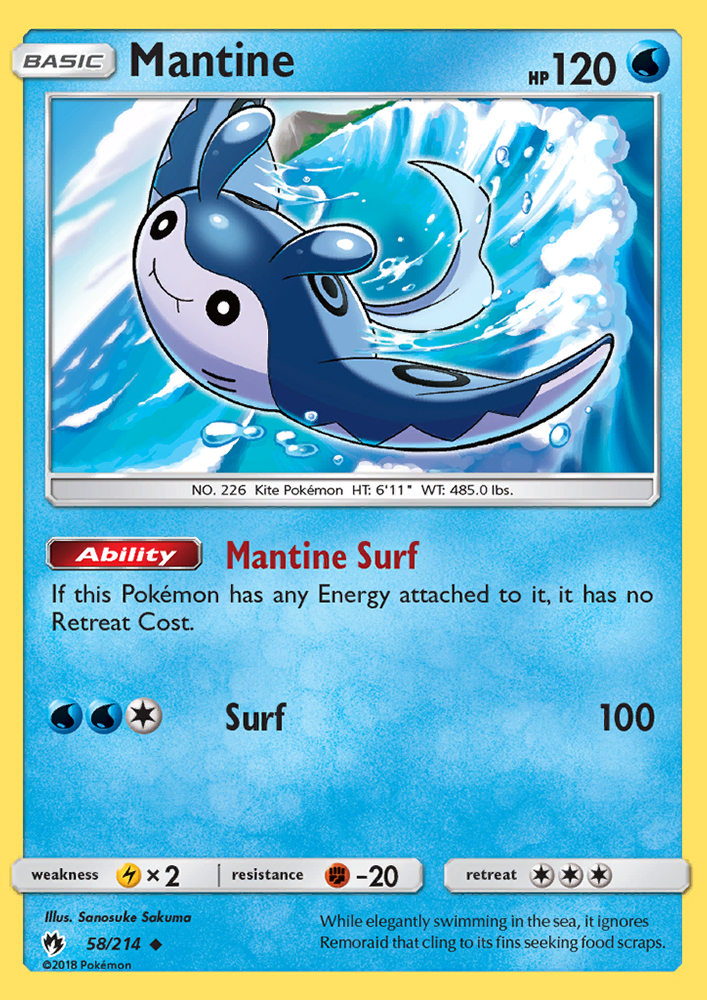 BASIC Mantine HP 120
NO. 226 Kite Pokémon HT: 6'11" WT: 485.0 lbs.
Ability Mantine Surf
If this Pokémon has any Energy attached to it, it has no
Retreat Cost.
Surf 100
weakness ×2 resistance -20 retreat
Illus. Sanosuke Sakuma
58/214
©2018 Pokémon
While elegantly swimming in the sea, it ignores
Remoraid that cling to its fins seeking food scraps.